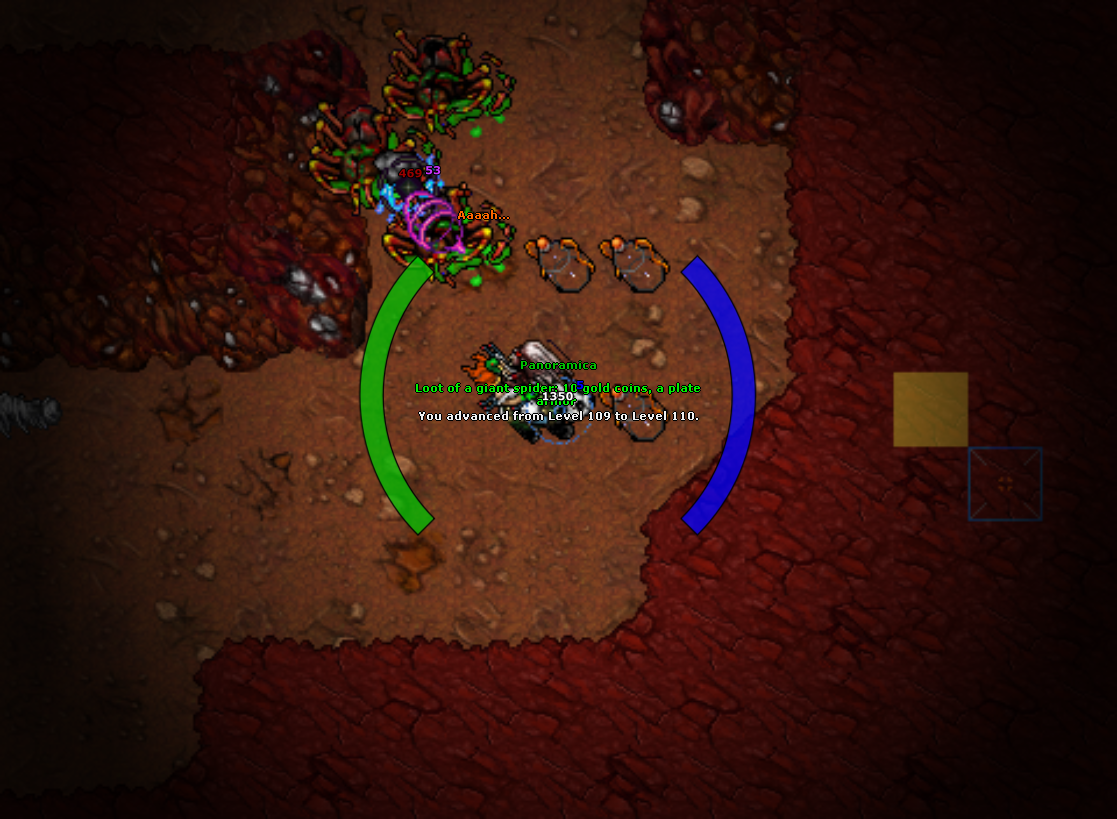 469 53
Aaaah...
Panoramica
Loot of a giant spider: 10 gold coins, a plate
armor
1350
You advanced from Level 109 to Level 110.